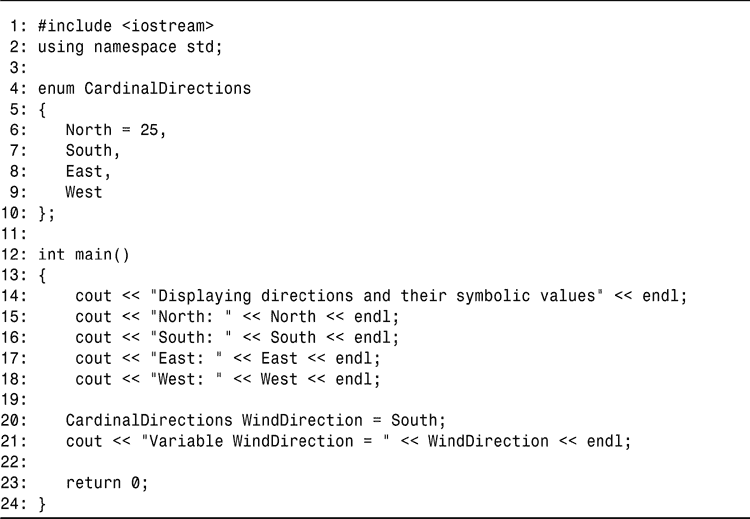 1: #include <iostream>
2: using namespace std;
3:
4: enum CardinalDirections
5: {
6:    North = 25,
7:    South,
8:    East,
9:    West
10: };
11:
12: int main()
13: {
14:     cout << "Displaying directions and their symbolic values" << endl;
15:     cout << "North: " << North << endl;
16:     cout << "South: " << South << endl;
17:     cout << "East: " << East << endl;
18:     cout << "West: " << West << endl;
19:
20:    CardinalDirections WindDirection = South;
21:    cout << "Variable WindDirection = " << WindDirection << endl;
22:
23:    return 0;
24: }